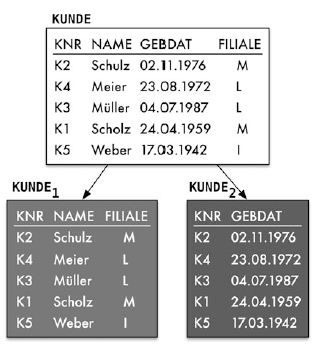 KUNDE
KNR NAME GEBDAT FILIALE
K2 Schulz 02.11.1976 M
K4 Meier 23.08.1972 L
K3 Müller 04.07.1987 L
K1 Scholz 24.04.1959 M
K5 Weber 17.03.1942 I
KUNDE1
KNR NAME FILIALE
K2 Schulz M
K4 Meier L
K3 Müller L
K1 Scholz M
K5 Weber I
KUNDE2
KNR GEBDAT
K2 02.11.1976
K4 23.08.1972
K3 04.07.1987
K1 24.04.1959
K5 17.03.1942